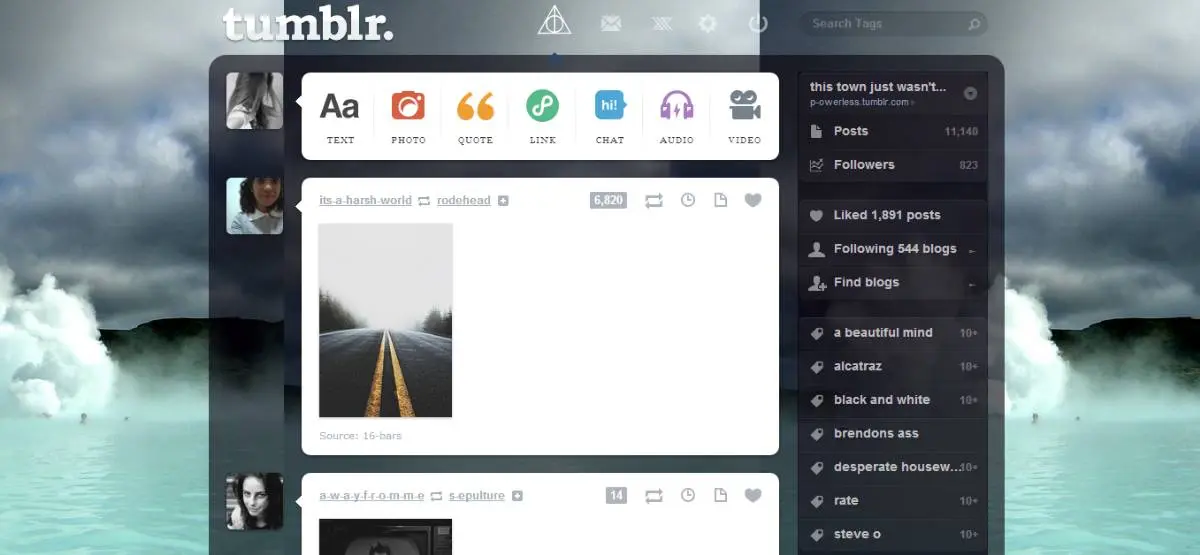 tumblr.
Search Tags
Aa
hi!
TEXT PHOTO QUOTE LINK CHAT AUDIO VIDEO
its-a-harsh-world rodehead 6,820
Source: 16-bars
a-w-a-y-f-r-o-m-m-e s-epulture 14
this town just wasn't...
p-owerless.tumblr.com
Posts 11,140
Followers 823
Liked 1,891 posts
Following 544 blogs
Find blogs
a beautiful mind 10+
alcatraz 10+
black and white 10+
brendons ass
desperate housew... 10+
rate 10+
steve o 10+